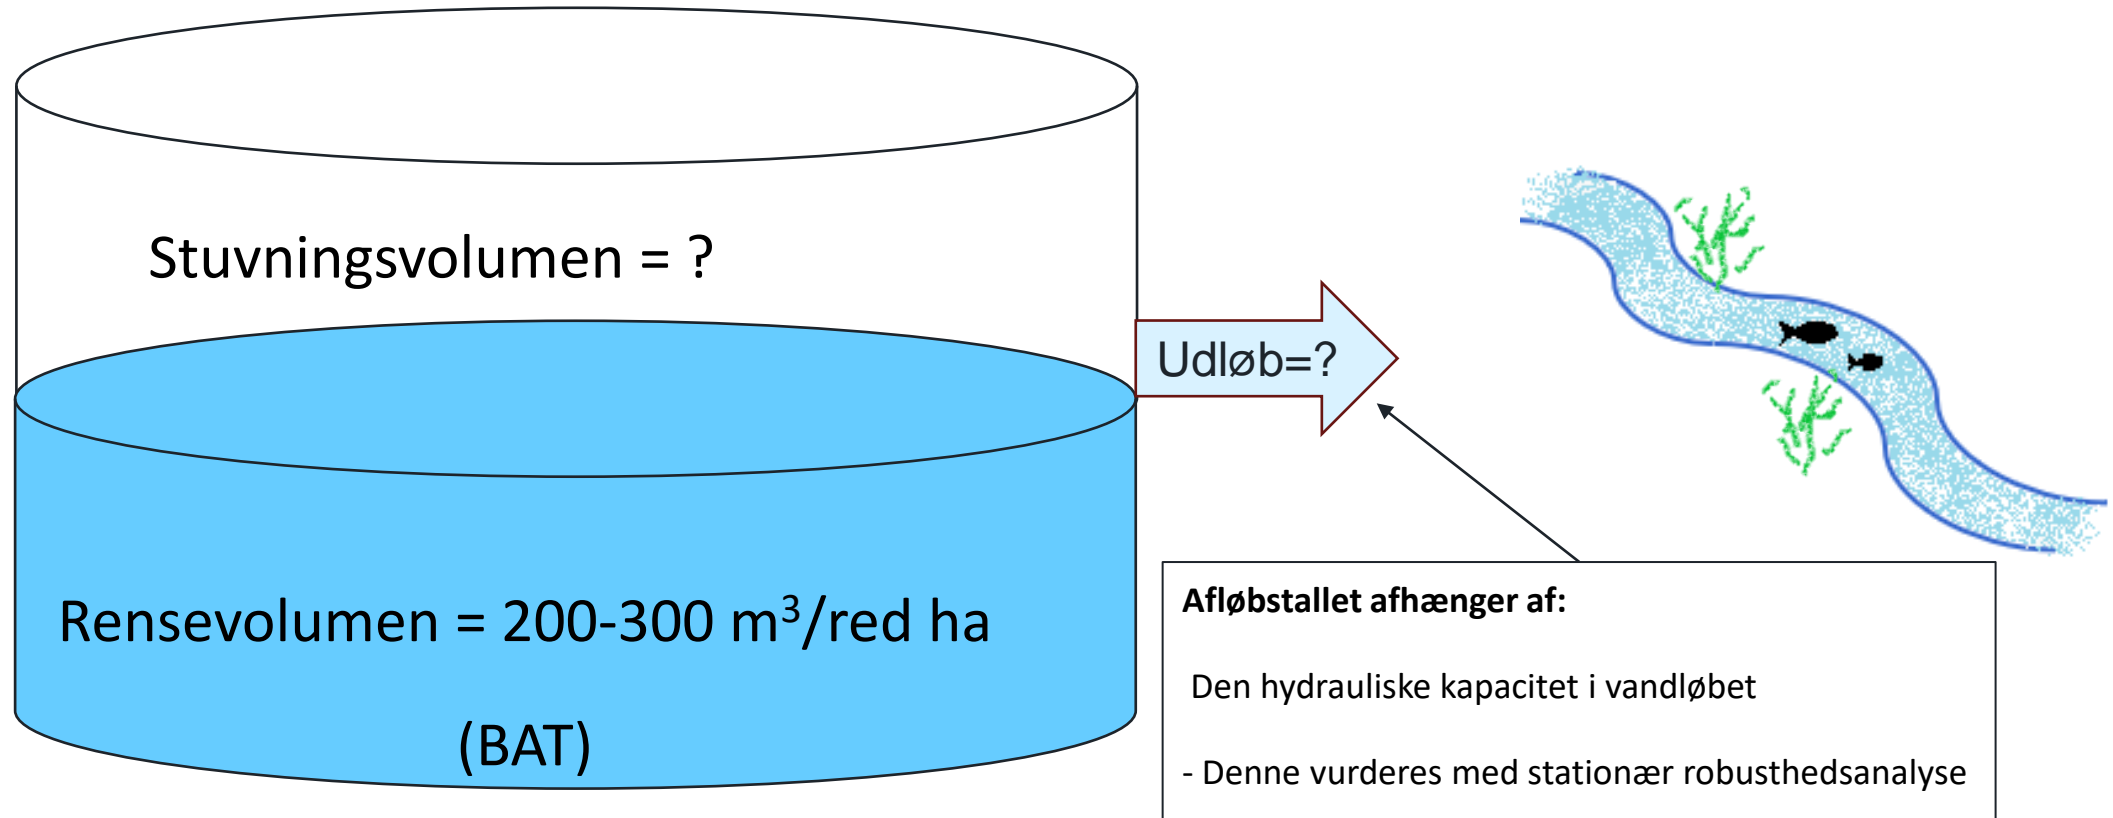 Stuvningsvolumen = ?
Udløb=?
Rensevolumen = 200-300 m³/red ha
(BAT)
Afløbstallet afhænger af:
Den hydrauliske kapacitet i vandløbet
- Denne vurderes med stationær robusthedsanalyse